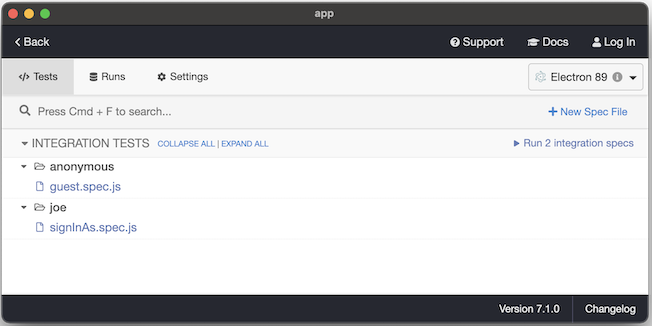 app
Back Support Docs Log In
Tests Runs Settings Electron 89
Press Cmd + F to search... New Spec File
INTEGRATION TESTS COLLAPSE ALL | EXPAND ALL Run 2 integration specs
anonymous
guest.spec.js
joe
signInAs.spec.js
Version 7.1.0 Changelog